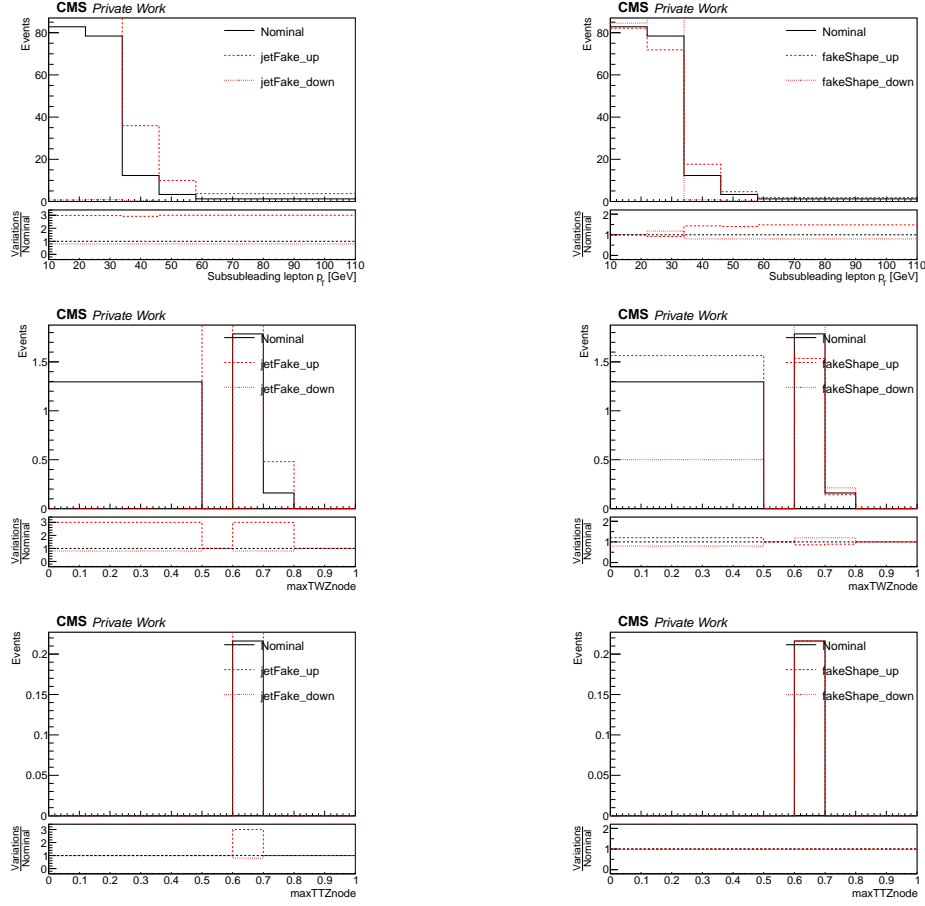 CMS Private Work
Events
80
60
40
20
0
Nominal
jetFake_up
jetFake_down
Variations
Nominal
3
2
1
0
10 20 30 40 50 60 70 80 90 100 110
Subsubleading lepton pT [GeV]
CMS Private Work
Events
80
60
40
20
0
Nominal
fakeShape_up
fakeShape_down
Variations
Nominal
2
1
0
10 20 30 40 50 60 70 80 90 100 110
Subsubleading lepton pT [GeV]
CMS Private Work
Events
1.5
1
0.5
0
Nominal
jetFake_up
jetFake_down
Variations
Nominal
3
2
1
0
0 0.1 0.2 0.3 0.4 0.5 0.6 0.7 0.8 0.9 1
maxTWZnode
CMS Private Work
Events
1.5
1
0.5
0
Nominal
fakeShape_up
fakeShape_down
Variations
Nominal
2
1
0
0 0.1 0.2 0.3 0.4 0.5 0.6 0.7 0.8 0.9 1
maxTWZnode
CMS Private Work
Events
0.2
0.15
0.1
0.05
0
Nominal
jetFake_up
jetFake_down
Variations
Nominal
3
2
1
0
0 0.1 0.2 0.3 0.4 0.5 0.6 0.7 0.8 0.9 1
maxTTZnode
CMS Private Work
Events
0.2
0.15
0.1
0.05
0
Nominal
fakeShape_up
fakeShape_down
Variations
Nominal
2
1
0
0 0.1 0.2 0.3 0.4 0.5 0.6 0.7 0.8 0.9 1
maxTTZnode